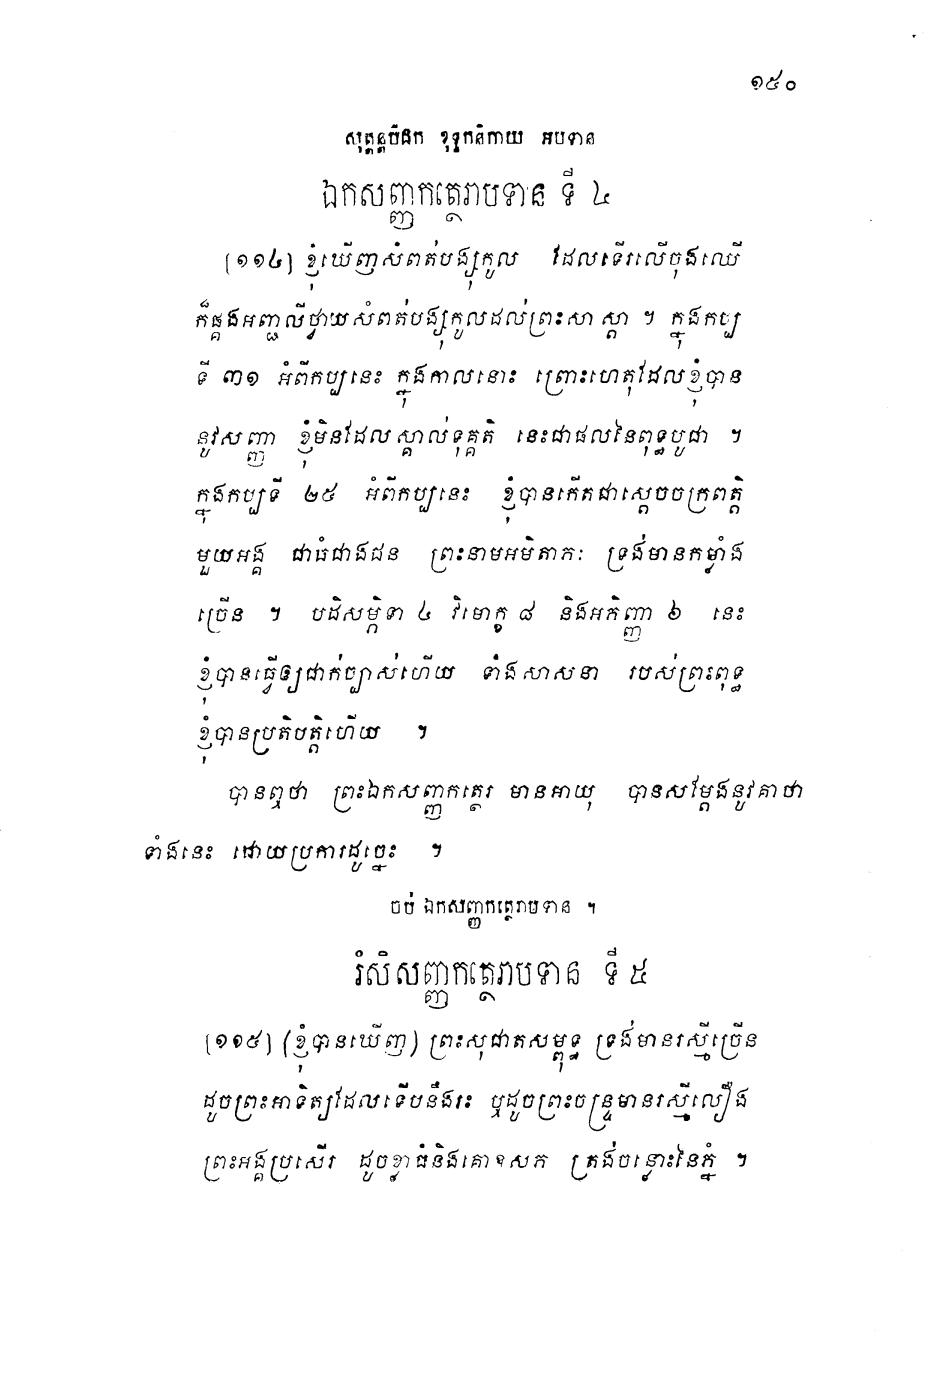 ១៥០
សុត្តន្តបិដក ខុទ្ទកនិកាយ អបទាន
ឯកសញ្ញកត្ថេរាបទាន ទី ៤
[១១៤] ខ្ញុំឃើញសំពត់បង្សុកូល ដែលទើរលើចុងឈើ
ក៏ផ្គងអញ្ជលីថ្វាយសំពត់បង្សុកូលដល់ព្រះសាស្តា ។ ក្នុងកប្ប
ទី ៣១ អំពីកប្បនេះ ក្នុងកាលនោះ ព្រោះហេតុដែលខ្ញុំបាន
នូវសញ្ញា ខ្ញុំមិនដែលស្គាល់ទុគ្គតិ នេះជាផលនៃពុទ្ធបូជា ។
ក្នុងកប្បទី ២៥ អំពីកប្បនេះ ខ្ញុំបានកើតជាស្តេចចក្រពត្តិ
មួយអង្គ ជាធំជាងជន ព្រះនាមអមិតាភៈ ទ្រង់មានកម្លាំង
ច្រើន ។ បដិសម្ភិទា ៤ វិមោក្ខ ៨ និងអភិញ្ញា ៦ នេះ
ខ្ញុំបានធ្វើឲ្យជាក់ច្បាស់ហើយ ទាំងសាសនា របស់ព្រះពុទ្ធ
ខ្ញុំបានប្រតិបត្តិហើយ ។
បានឮថា ព្រះឯកសញ្ញកត្ថេរ មានអាយុ បានសម្តែងនូវគាថា
ទាំងនេះ ដោយប្រការដូច្នេះ ។
ចប់ ឯកសញ្ញកត្ថេរាបទាន ។
រំសិសញ្ញកត្ថេរាបទាន ទី ៥
[១១៥] (ខ្ញុំបានឃើញ) ព្រះសុជាតសម្ពុទ្ធ ទ្រង់មានរស្មីច្រើន
ដូចព្រះអាទិត្យដែលទើបនឹងរះ ឬដូចព្រះចន្ទ្រមានរស្មីលឿង
ព្រះអង្គប្រសើរ ដូចខ្លាធំនិងគោឧសភ ត្រង់ចន្លោះនៃភ្នំ ។